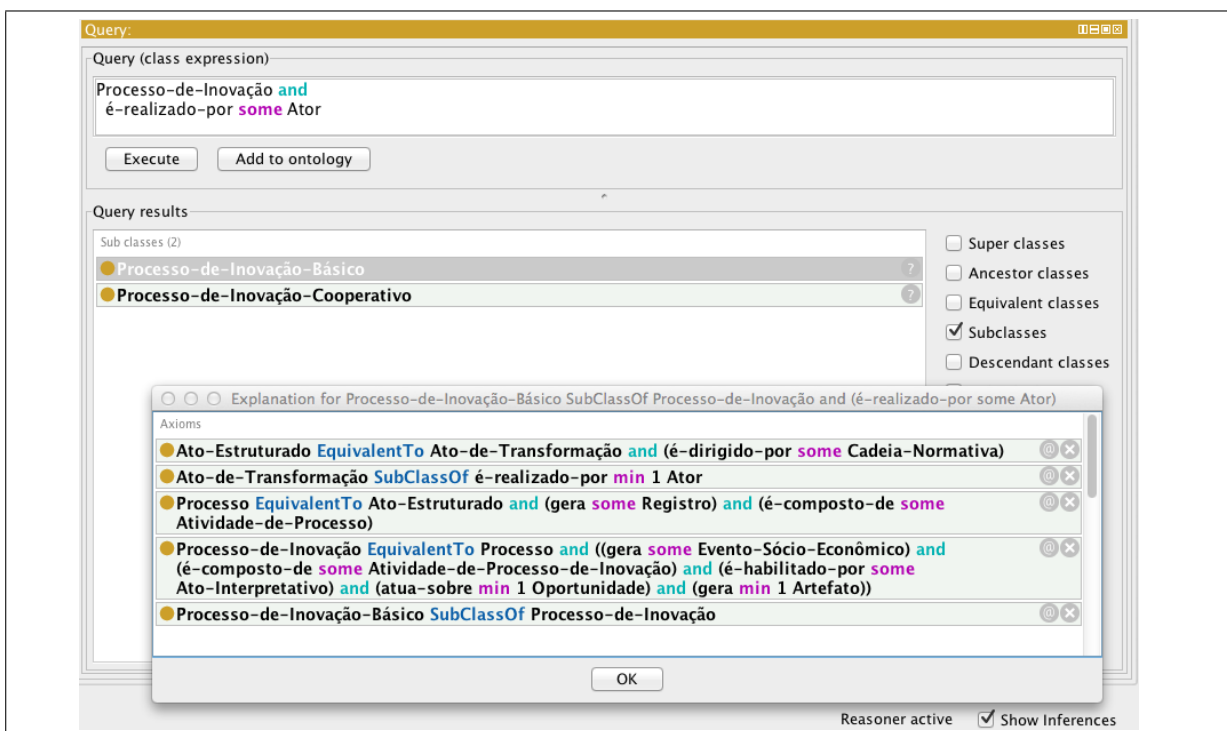 Query:
Query (class expression)
Processo-de-Inovação and
é-realizado-por some Ator
Execute
Add to ontology
Query results
Sub classes (2)
Processo-de-Inovação-Básico
?
Processo-de-Inovação-Cooperativo
?
Super classes
Ancestor classes
Equivalent classes
Subclasses
Descendant classes
Explanation for Processo-de-Inovação-Básico SubClassOf Processo-de-Inovação and (é-realizado-por some Ator)
Axioms
Ato-Estruturado EquivalentTo Ato-de-Transformação and (é-dirigido-por some Cadeia-Normativa)
@
Ato-de-Transformação SubClassOf é-realizado-por min 1 Ator
@
Processo EquivalentTo Ato-Estruturado and (gera some Registro) and (é-composto-de some
Atividade-de-Processo)
@
Processo-de-Inovação EquivalentTo Processo and ((gera some Evento-Sócio-Econômico) and
(é-composto-de some Atividade-de-Processo-de-Inovação) and (é-habilitado-por some
Ato-Interpretativo) and (atua-sobre min 1 Oportunidade) and (gera min 1 Artefato))
@
Processo-de-Inovação-Básico SubClassOf Processo-de-Inovação
@
OK
Reasoner active
Show Inferences